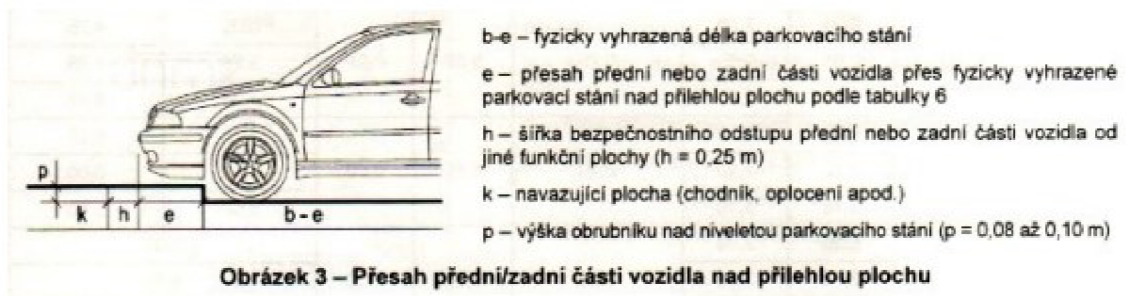 b-e – fyzicky vyhrazená délka parkovacího stání
e – přesah přední nebo zadní části vozidla přes fyzicky vyhrazené
parkovací stání nad přilehlou plochu podle tabulky 6
h – šířka bezpečnostního odstupu přední nebo zadní části vozidla od
jiné funkční plochy (h = 0,25 m)
k – navazující plocha (chodník, oplocení apod.)
p – výška obrubníku nad niveletou parkovacího stání (p = 0,08 až 0,10 m)
p
k h e b - e
Obrázek 3 – Přesah přední/zadní části vozidla nad přilehlou plochu